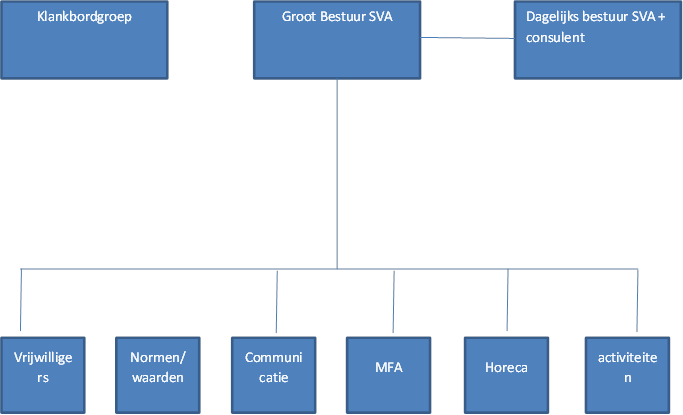 Klankbordgroep
Groot Bestuur SVA
Dagelijks bestuur SVA +
consulent
Vrijwillige
rs
Normen/
waarden
Communi
catie
MFA
Horeca
activiteite
n